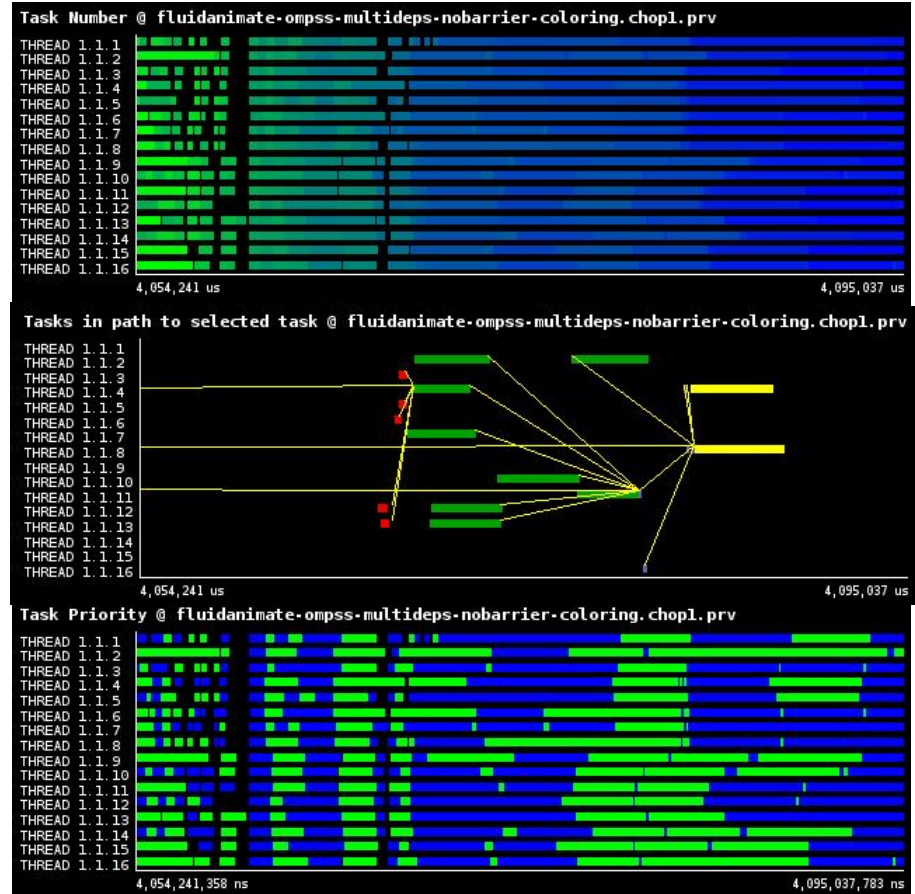 Task Number @ fluidanimate-ompss-multideps-nobarrier-coloring.chop1.prv
THREAD 1.1.1
THREAD 1.1.2
THREAD 1.1.3
THREAD 1.1.4
THREAD 1.1.5
THREAD 1.1.6
THREAD 1.1.7
THREAD 1.1.8
THREAD 1.1.9
THREAD 1.1.10
THREAD 1.1.11
THREAD 1.1.12
THREAD 1.1.13
THREAD 1.1.14
THREAD 1.1.15
THREAD 1.1.16
4,054,241 us 4,095,037 us
Tasks in path to selected task @ fluidanimate-ompss-multideps-nobarrier-coloring.chop1.prv
THREAD 1.1.1
THREAD 1.1.2
THREAD 1.1.3
THREAD 1.1.4
THREAD 1.1.5
THREAD 1.1.6
THREAD 1.1.7
THREAD 1.1.8
THREAD 1.1.9
THREAD 1.1.10
THREAD 1.1.11
THREAD 1.1.12
THREAD 1.1.13
THREAD 1.1.14
THREAD 1.1.15
THREAD 1.1.16
4,054,241 us 4,095,037 us
Task Priority @ fluidanimate-ompss-multideps-nobarrier-coloring.chop1.prv
THREAD 1.1.1
THREAD 1.1.2
THREAD 1.1.3
THREAD 1.1.4
THREAD 1.1.5
THREAD 1.1.6
THREAD 1.1.7
THREAD 1.1.8
THREAD 1.1.9
THREAD 1.1.10
THREAD 1.1.11
THREAD 1.1.12
THREAD 1.1.13
THREAD 1.1.14
THREAD 1.1.15
THREAD 1.1.16
4,054,241,358 ns 4,095,037,783 ns